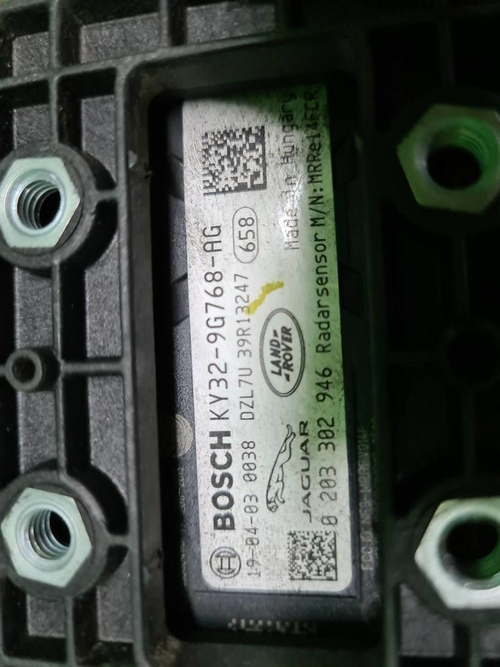 BOSCH KY32-9G768-AG
19-04-03 0038 DZL7U 39R13247 658
JAGUAR
LAND ROVER
Made in Hungary
0 203 302 946 Radarsensor M/N:MRRe14FCR